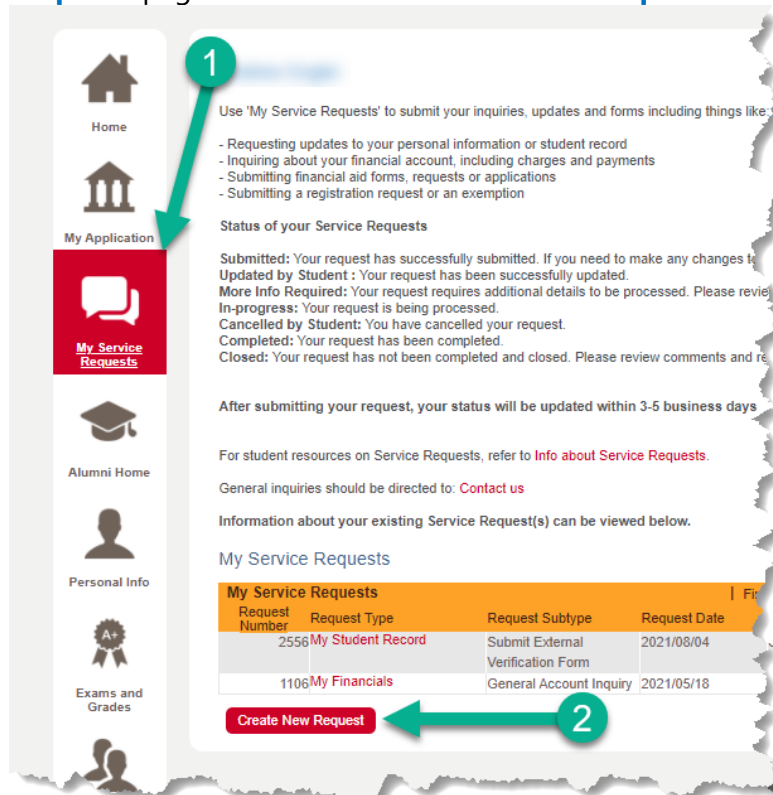 1
Home
My Application
My Service
Requests
Alumni Home
Personal Info
A+
Exams and
Grades
Use 'My Service Requests' to submit your inquiries, updates and forms including things like:
- Requesting updates to your personal information or student record
- Inquiring about your financial account, including charges and payments
- Submitting financial aid forms, requests or applications
- Submitting a registration request or an exemption
Status of your Service Requests
Submitted: Your request has successfully submitted. If you need to make any changes
Updated by Student : Your request has been successfully updated.
More Info Required: Your request requires additional details to be processed. Please
In-progress: Your request is being processed.
Cancelled by Student: You have cancelled your request.
Completed: Your request has been completed.
Closed: Your request has not been completed and closed. Please review comments and
After submitting your request, your status will be updated within 3-5 business days
For student resources on Service Requests, refer to Info about Service Requests.
General inquiries should be directed to: Contact us
Information about your existing Service Request(s) can be viewed below.
My Service Requests
My Service Requests |
Request Number Request Type Request Subtype Request Date
2556 My Student Record Submit External Verification Form 2021/08/04
1106 My Financials General Account Inquiry 2021/05/18
Create New Request
2